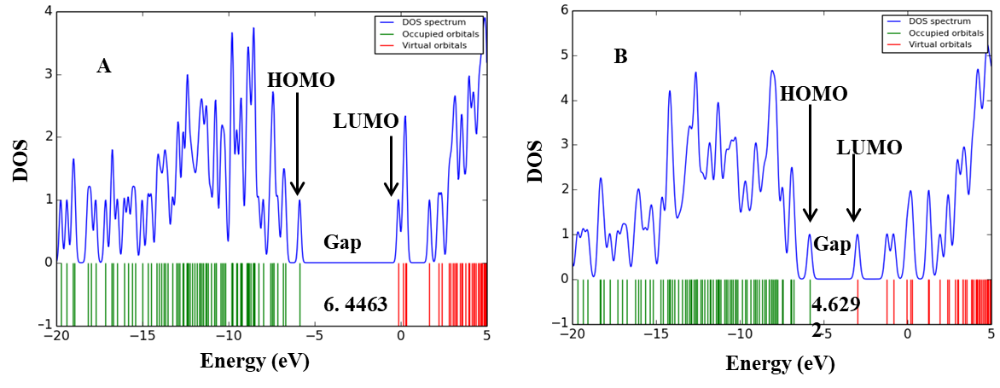 4
3
2
1
0
−1
DOS
A
HOMO
LUMO
Gap
6. 4463
DOS spectrum
Occupied orbitals
Virtual orbitals
−20
−15
−10
−5
0
5
Energy (eV)
6
5
4
3
2
1
0
−1
DOS
B
HOMO
LUMO
Gap
4.629
2
DOS spectrum
Occupied orbitals
Virtual orbitals
−20
−15
−10
−5
0
5
Energy (eV)